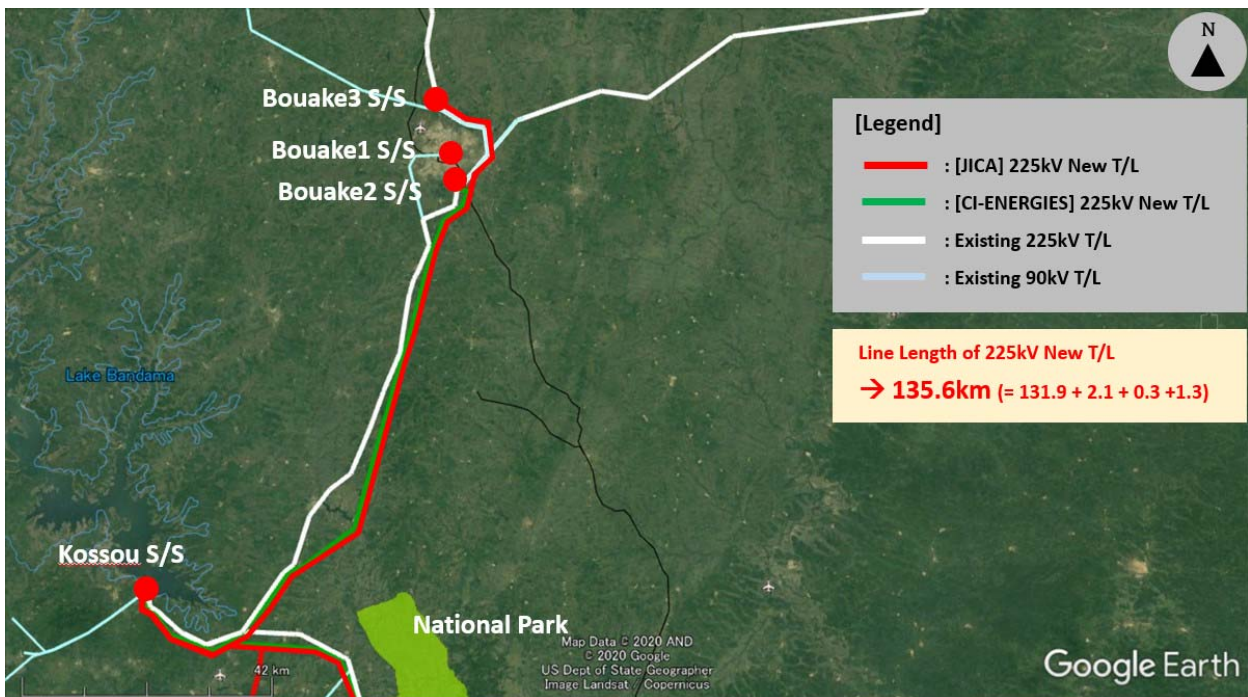 N
Bouake3 S/S
Bouake1 S/S
Bouake2 S/S
[Legend]
: [JICA] 225kV New T/L
: [CI-ENERGIES] 225kV New T/L
: Existing 225kV T/L
: Existing 90kV T/L
Line Length of 225kV New T/L
→ 135.6km (= 131.9 + 2.1 + 0.3 +1.3)
Lake Bandama
Kossou S/S
National Park
Map Data © 2020 AND
© 2020 Google
US Dept of State Geographer
Image Landsat / Copernicus
42 km
Google Earth